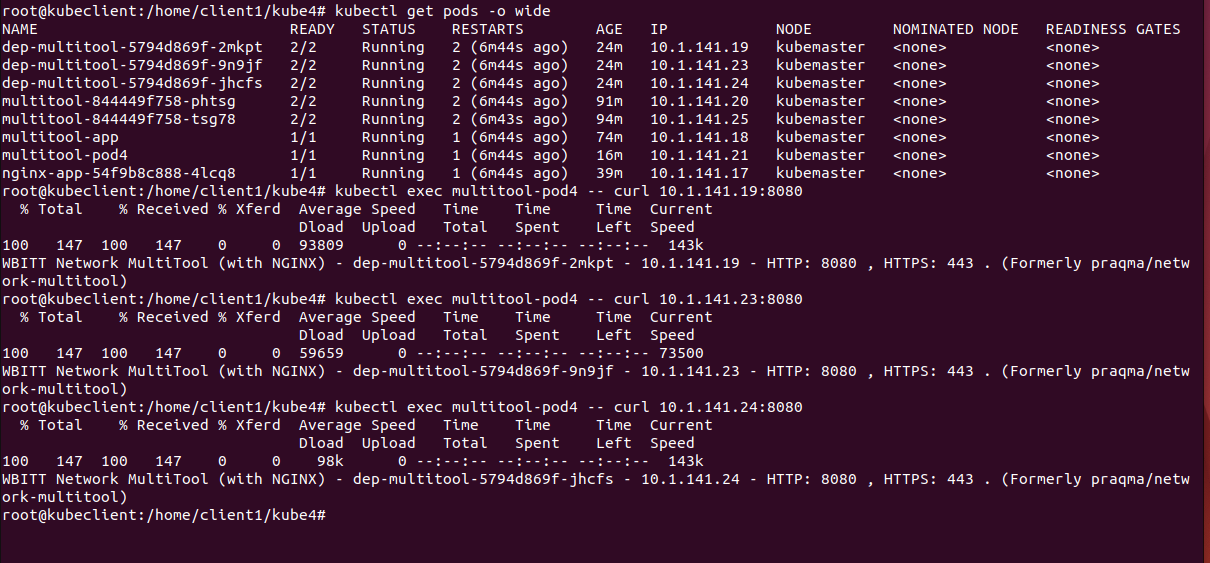 root@kubeclient:/home/client1/kube4# kubectl get pods -o wide
NAME                            READY   STATUS    RESTARTS        AGE   IP            NODE         NOMINATED NODE   READINESS GATES
dep-multitool-5794d869f-2mkpt   2/2     Running   2 (6m44s ago)   24m   10.1.141.19   kubemaster   <none>           <none>
dep-multitool-5794d869f-9n9jf   2/2     Running   2 (6m44s ago)   24m   10.1.141.23   kubemaster   <none>           <none>
dep-multitool-5794d869f-jhcfs   2/2     Running   2 (6m44s ago)   24m   10.1.141.24   kubemaster   <none>           <none>
multitool-844449f758-phtsg      2/2     Running   2 (6m44s ago)   91m   10.1.141.20   kubemaster   <none>           <none>
multitool-844449f758-tsg78      2/2     Running   2 (6m43s ago)   94m   10.1.141.25   kubemaster   <none>           <none>
multitool-app                   1/1     Running   1 (6m44s ago)   74m   10.1.141.18   kubemaster   <none>           <none>
multitool-pod4                  1/1     Running   1 (6m44s ago)   16m   10.1.141.21   kubemaster   <none>           <none>
nginx-app-54f9b8c888-4lcq8      1/1     Running   1 (6m44s ago)   39m   10.1.141.17   kubemaster   <none>           <none>
root@kubeclient:/home/client1/kube4# kubectl exec multitool-pod4 -- curl 10.1.141.19:8080
  % Total    % Received % Xferd  Average Speed   Time    Time     Time  Current
                                 Dload  Upload   Total   Spent    Left  Speed
100   147  100   147    0     0  93809      0 --:--:-- --:--:-- --:--:--  143k
WBITT Network MultiTool (with NGINX) - dep-multitool-5794d869f-2mkpt - 10.1.141.19 - HTTP: 8080 , HTTPS: 443 . (Formerly praqma/netw
ork-multitool)
root@kubeclient:/home/client1/kube4# kubectl exec multitool-pod4 -- curl 10.1.141.23:8080
  % Total    % Received % Xferd  Average Speed   Time    Time     Time  Current
                                 Dload  Upload   Total   Spent    Left  Speed
100   147  100   147    0     0  59659      0 --:--:-- --:--:-- --:--:-- 73500
WBITT Network MultiTool (with NGINX) - dep-multitool-5794d869f-9n9jf - 10.1.141.23 - HTTP: 8080 , HTTPS: 443 . (Formerly praqma/netw
ork-multitool)
root@kubeclient:/home/client1/kube4# kubectl exec multitool-pod4 -- curl 10.1.141.24:8080
  % Total    % Received % Xferd  Average Speed   Time    Time     Time  Current
                                 Dload  Upload   Total   Spent    Left  Speed
100   147  100   147    0     0    98k      0 --:--:-- --:--:-- --:--:--  143k
WBITT Network MultiTool (with NGINX) - dep-multitool-5794d869f-jhcfs - 10.1.141.24 - HTTP: 8080 , HTTPS: 443 . (Formerly praqma/netw
ork-multitool)
root@kubeclient:/home/client1/kube4#